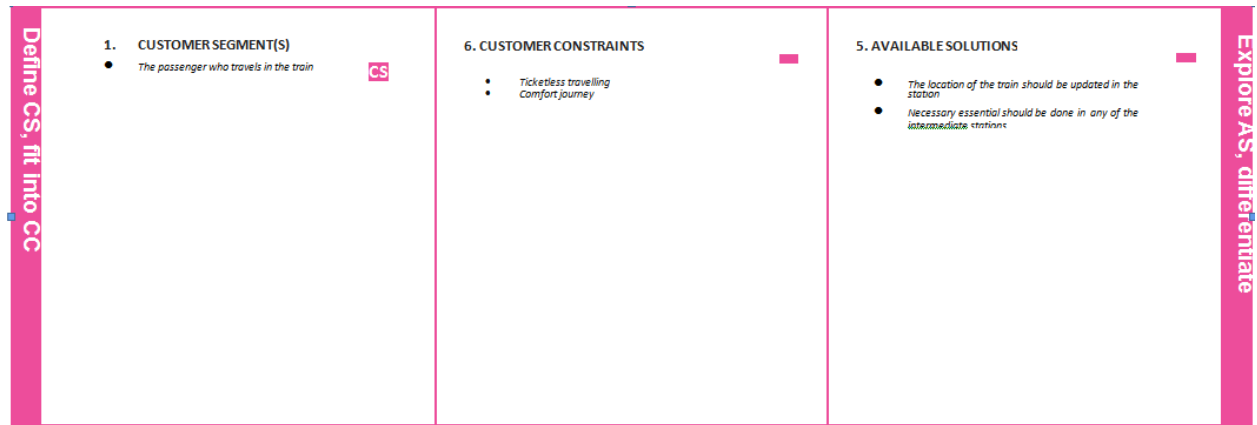 Define CS, fit into CC
1. CUSTOMER SEGMENT(S)
● The passenger who travels in the train
CS
6. CUSTOMER CONSTRAINTS
• Ticketless travelling
• Comfort journey
5. AVAILABLE SOLUTIONS
● The location of the train should be updated in the
station
● Necessary essential should be done in any of the
intermediate stations
Explore AS, differentiate